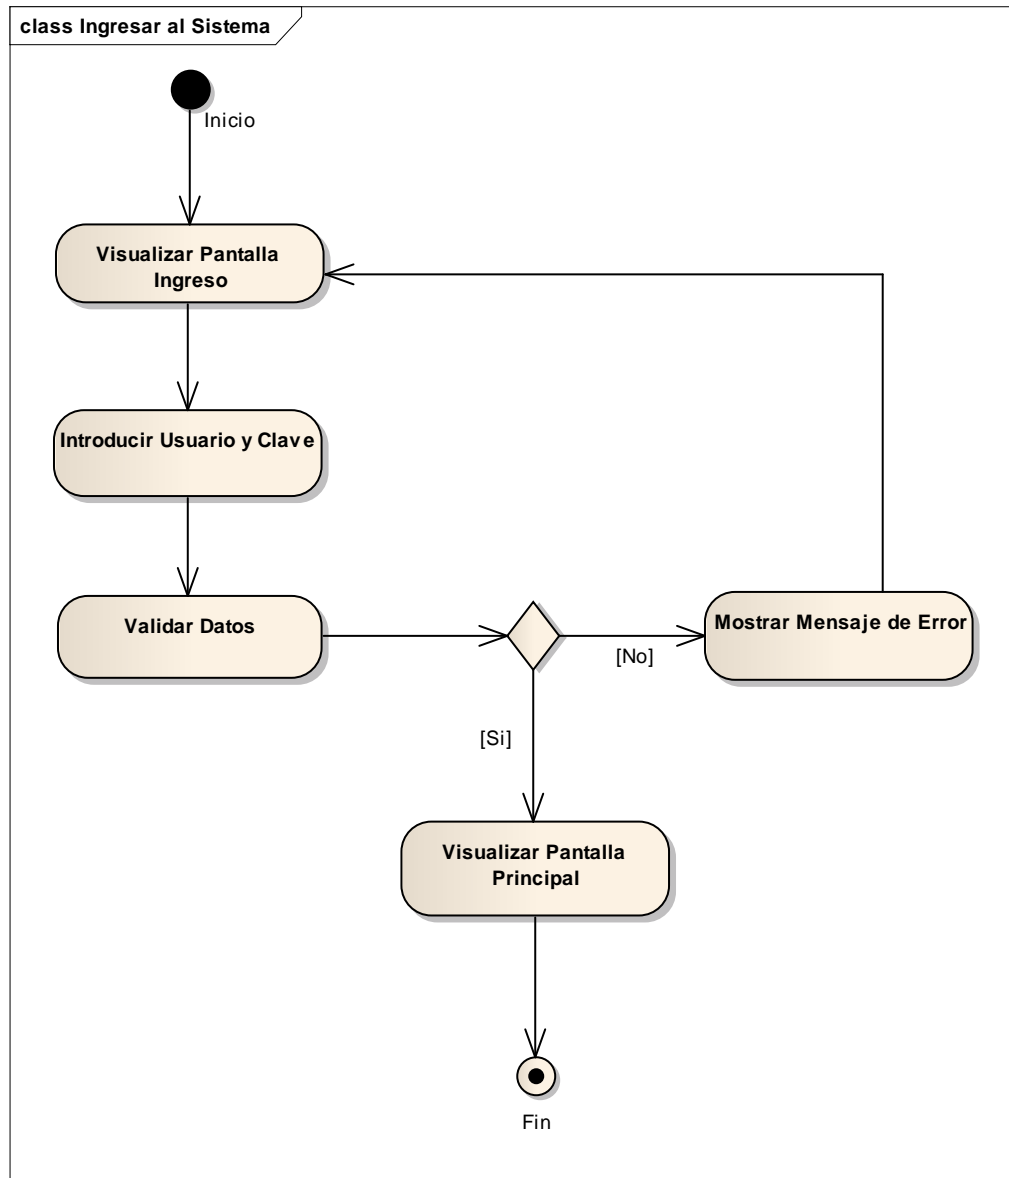 class Ingresar al Sistema
Inicio
Visualizar Pantalla
Ingreso
Introducir Usuario y Clave
Validar Datos
[No]
Mostrar Mensaje de Error
[Si]
Visualizar Pantalla
Principal
Fin